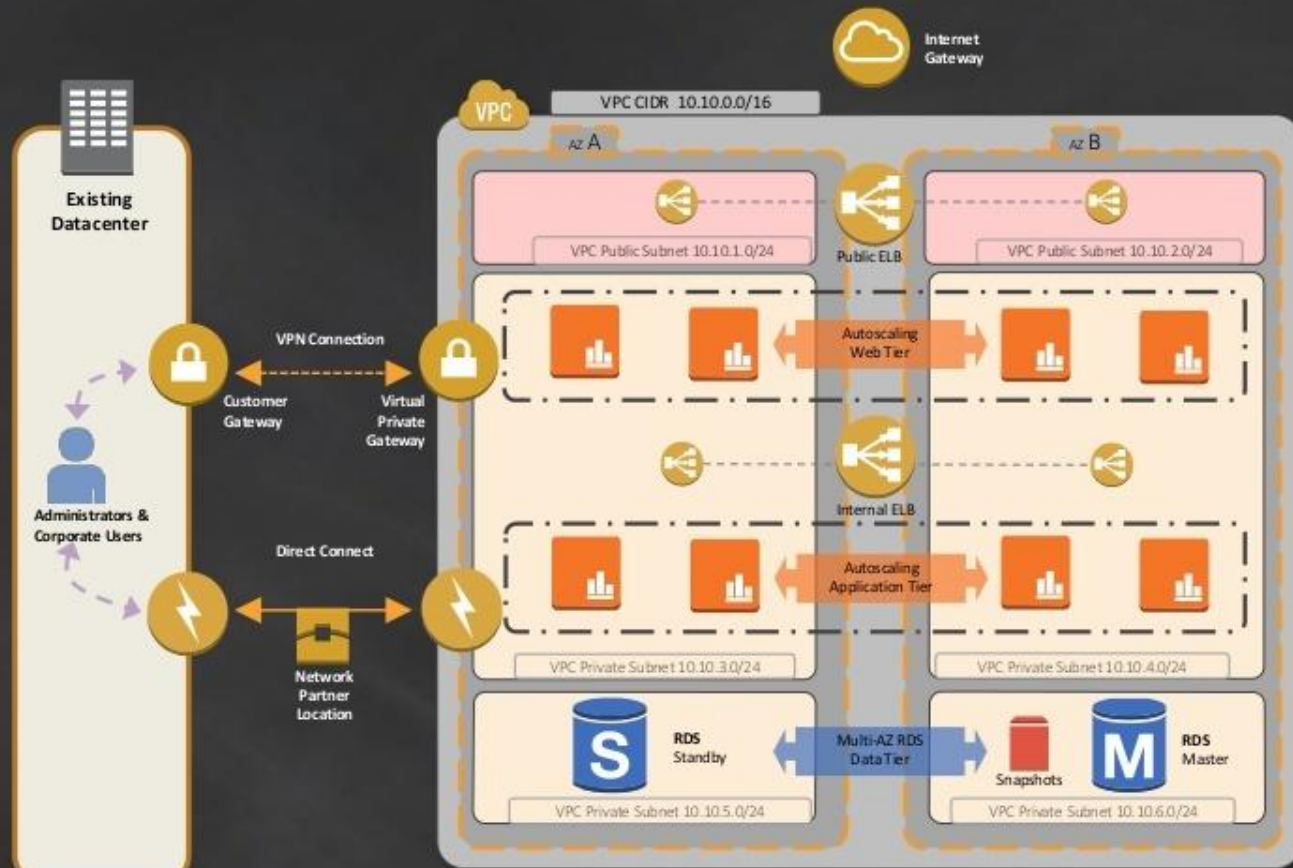 Internet
Gateway
VPC
VPC CIDR 10.10.0.0/16
AZ A
AZ B
Existing
Datacenter
VPC Public Subnet 10.10.1.0/24
Public ELB
VPC Public Subnet 10.10.2.0/24
VPN Connection
Autoscaling
Web Tier
Customer
Gateway
Virtual
Private
Gateway
Administrators &
Corporate Users
Internal ELB
Direct Connect
Autoscaling
Application Tier
VPC Private Subnet 10.10.3.0/24
VPC Private Subnet 10.10.4.0/24
Network
Partner
Location
S
RDS
Standby
Multi-AZ RDS
Data Tier
Snapshots
M
RDS
Master
VPC Private Subnet 10.10.5.0/24
VPC Private Subnet 10.10.6.0/24